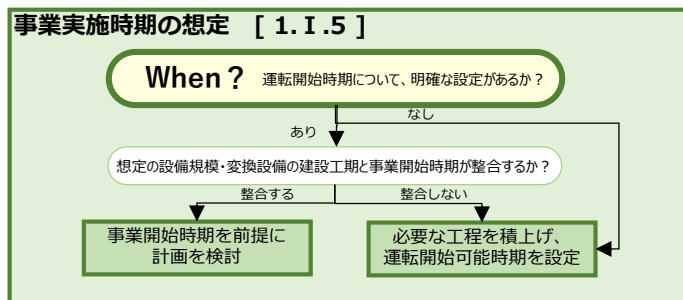 事業実施時期の想定 [ 1.Ⅰ.5 ]
When？ 運転開始時期について、明確な設定があるか？
なし
あり
想定の設備規模・変換設備の建設工期と事業開始時期が整合するか？
整合する
整合しない
事業開始時期を前提に
計画を検討
必要な工程を積上げ、
運転開始可能時期を設定